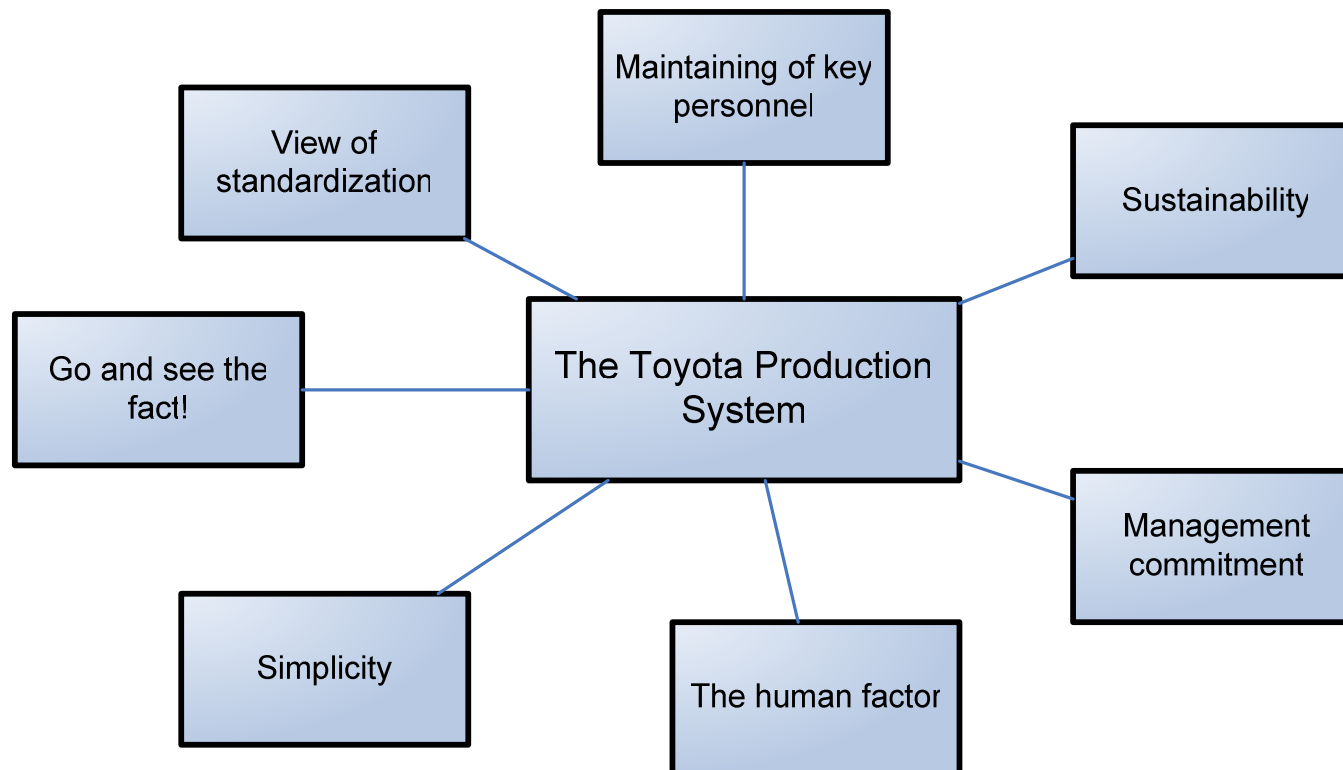 Maintaining of key
personnel
View of
standardization
Sustainability
The Toyota Production
System
Go and see the
fact!
Management
commitment
Simplicity
The human factor